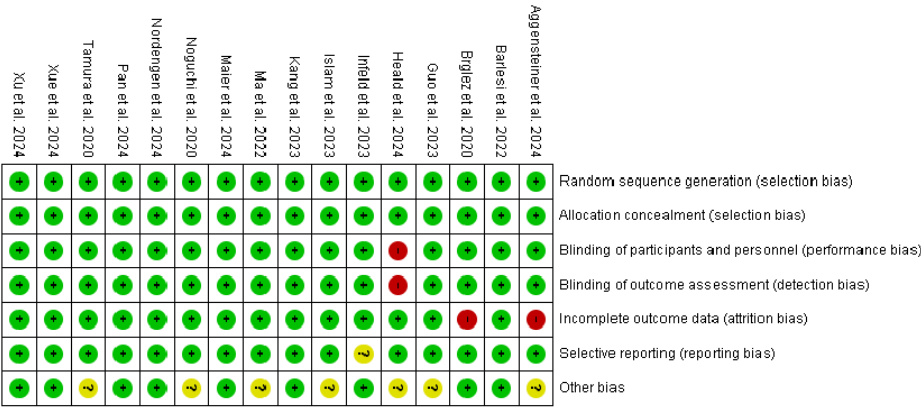 Xu et al. 2024
Xue et al. 2024
Tamura et al. 2020
Pan et al. 2024
Nordengen et al. 2024
Noguchi et al. 2020
Maier et al. 2024
Ma et al. 2022
Kang et al. 2023
Islam et al. 2023
Infeld et al. 2023
Heald et al. 2024
Guo et al. 2023
Brglez et al. 2020
Barlesi et al. 2022
Aggensteiner et al. 2024
+ + + + + + + + + + + + + + + + Random sequence generation (selection bias)
+ + + + + + + + + + + + + + + + Allocation concealment (selection bias)
+ + + + + + + + + + + - + + + + Blinding of participants and personnel (performance bias)
+ + + + + + + + + + + - + + + + Blinding of outcome assessment (detection bias)
+ + + + + + + + + + + + + - + - Incomplete outcome data (attrition bias)
+ + + + + + + + + + ? + + + + + Selective reporting (reporting bias)
+ + ? + + ? + ? + ? + ? ? + + ? Other bias